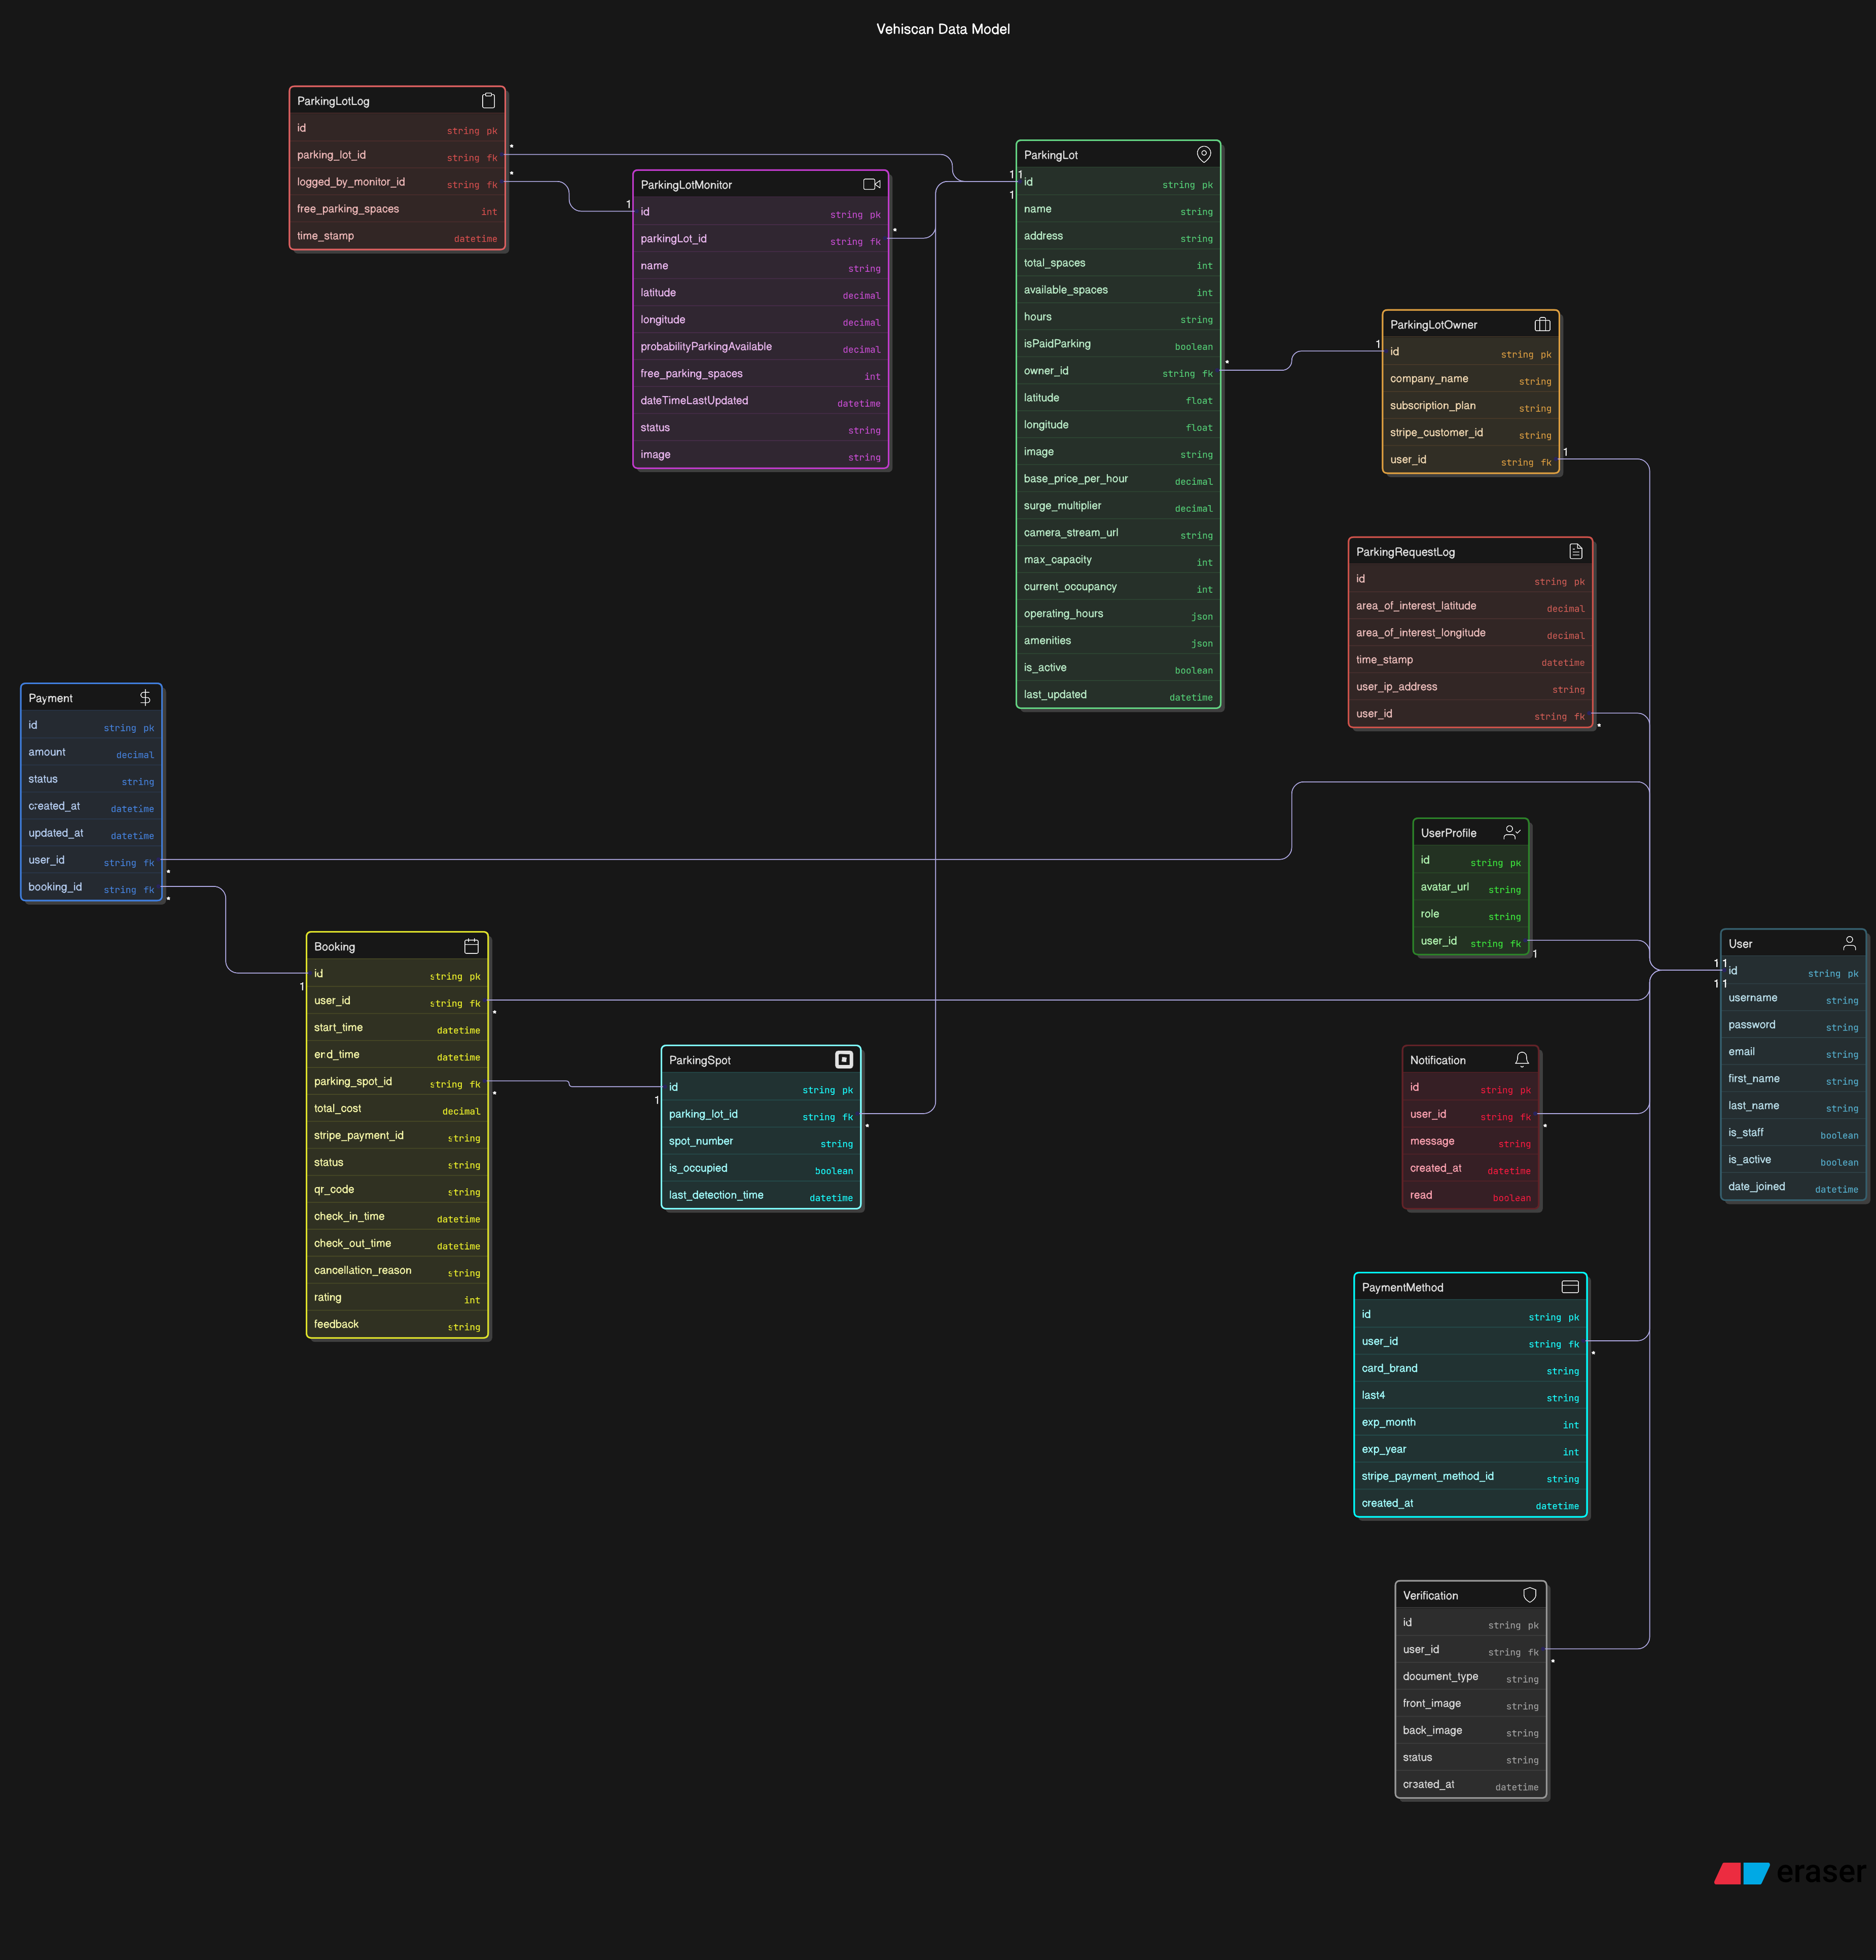 Vehiscan Data Model
ParkingLotLog
id string pk
parking_lot_id string fk
logged_by_monitor_id string fk
free_parking_spaces int
time_stamp datetime
*
*
ParkingLotMonitor
1
id string pk
parkingLot_id string fk
name string
latitude decimal
longitude decimal
probabilityParkingAvailable decimal
free_parking_spaces int
dateTimeLastUpdated datetime
status string
image string
*
ParkingLot
1 1
1
id string pk
name string
address string
total_spaces int
available_spaces int
hours string
isPaidParking boolean
owner_id string fk
latitude float
longitude float
image string
base_price_per_hour decimal
surge_multiplier decimal
camera_stream_url string
max_capacity int
current_occupancy int
operating_hours json
amenities json
is_active boolean
last_updated datetime
*
ParkingLotOwner
1
id string pk
company_name string
subscription_plan string
stripe_customer_id string
user_id string fk
1
ParkingRequestLog
id string pk
area_of_interest_latitude decimal
area_of_interest_longitude decimal
time_stamp datetime
user_ip_address string
user_id string fk
*
Payment
id string pk
amount decimal
status string
created_at datetime
updated_at datetime
user_id string fk
booking_id string fk
*
*
UserProfile
id string pk
avatar_url string
role string
user_id string fk
1
Booking
id string pk
1
user_id string fk
start_time datetime
end_time datetime
parking_spot_id string fk
total_cost decimal
stripe_payment_id string
status string
qr_code string
check_in_time datetime
check_out_time datetime
cancellation_reason string
rating int
feedback string
*
*
User
1 1
1 1
id string pk
username string
password string
email string
first_name string
last_name string
is_staff boolean
is_active boolean
date_joined datetime
ParkingSpot
id string pk
1
parking_lot_id string fk
spot_number string
is_occupied boolean
last_detection_time datetime
*
Notification
id string pk
user_id string fk
message string
created_at datetime
read boolean
*
PaymentMethod
id string pk
user_id string fk
card_brand string
last4 string
exp_month int
exp_year int
stripe_payment_method_id string
created_at datetime
*
Verification
id string pk
user_id string fk
document_type string
front_image string
back_image string
status string
created_at datetime
*
eraser